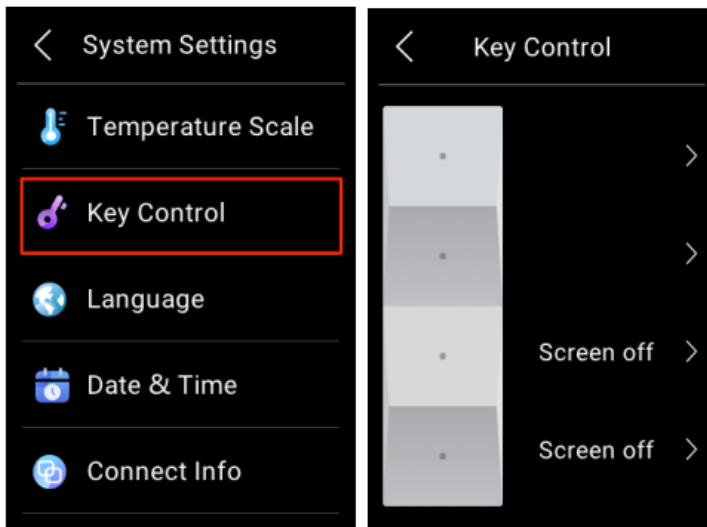 System Settings
Temperature Scale
Key Control
Language
Date & Time
Connect Info
Key Control
Screen off
Screen off